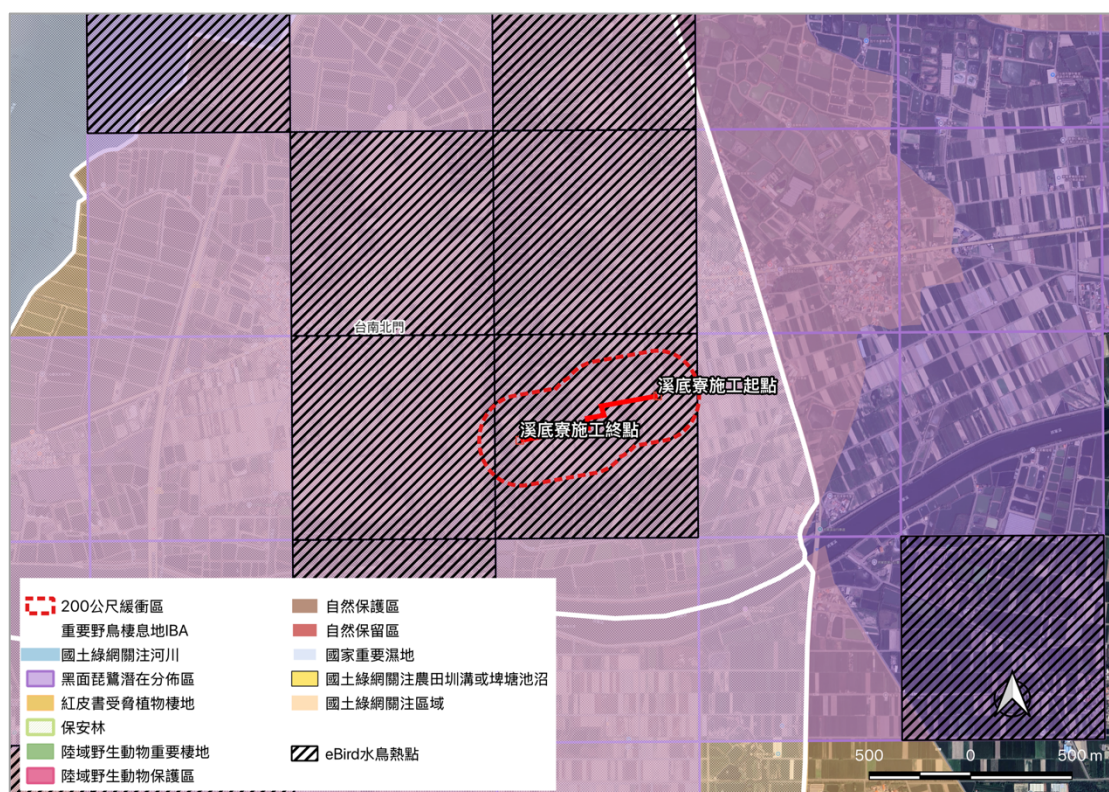 台南北門
溪底寮施工起點
溪底寮施工終點
200公尺緩衝區
重要野鳥棲息地IBA
國土綠網關注河川
黑面琵鷺潛在分佈區
紅皮書受脅植物棲地
保安林
陸域野生動物重要棲地
陸域野生動物保護區
自然保護區
自然保留區
國家重要濕地
國土綠網關注農田圳溝或埤塘池沼
國土綠網關注區域
eBird水鳥熱點
500 0 500 m